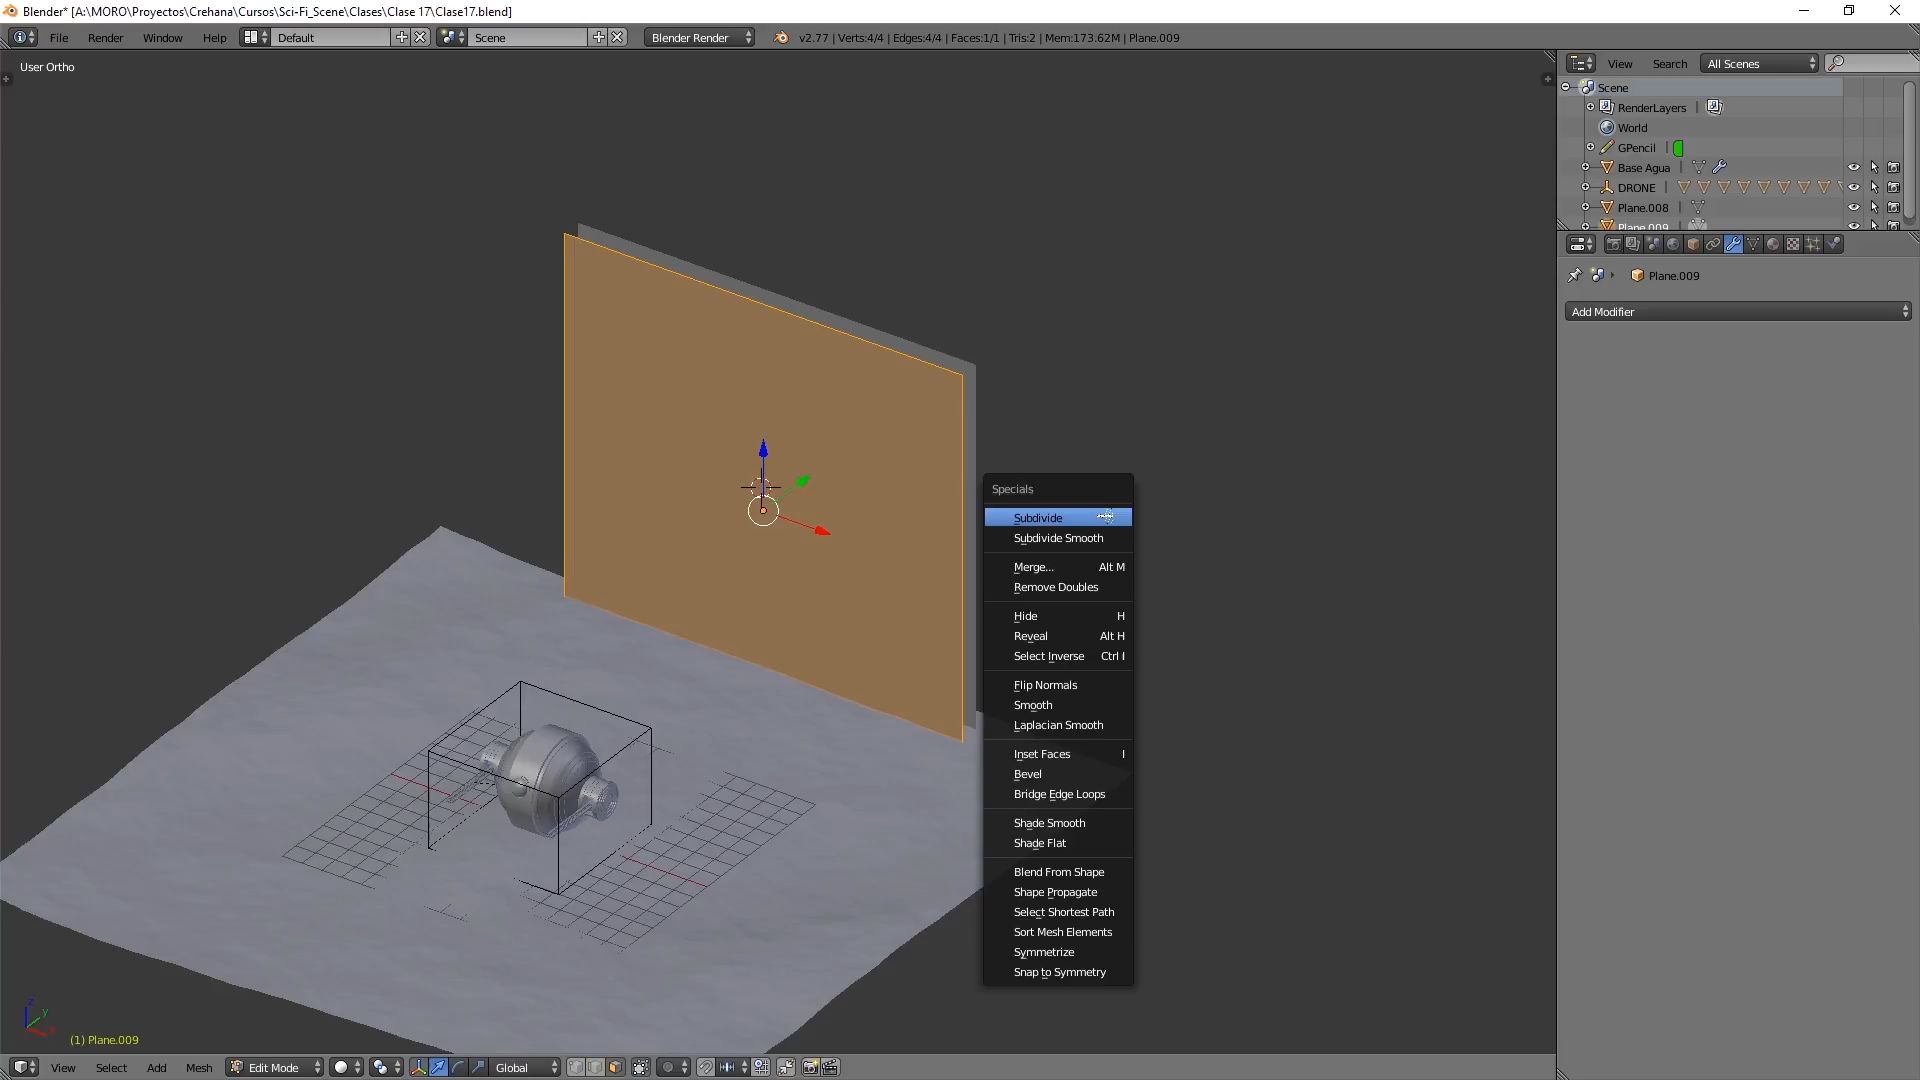 Blender* [A:\MORO\Proyectos\Crehana\Cursos\Sci-Fi_Scene\Clases\Clase 17\Clase17.blend]
File Render Window Help Default Scene Blender Render v2.77 | Verts:4/4 | Edges:4/4 | Faces:1/1 | Tris:2 | Mem:173.62M | Plane.009
User Ortho
View Search All Scenes
Scene
RenderLayers
World
GPencil
Base Agua
DRONE
Plane.008
Plane.009
Plane.009
Add Modifier
Specials
Subdivide
Subdivide Smooth
Merge... Alt M
Remove Doubles
Hide H
Reveal Alt H
Select Inverse Ctrl I
Flip Normals
Smooth
Laplacian Smooth
Inset Faces I
Bevel
Bridge Edge Loops
Shade Smooth
Shade Flat
Blend From Shape
Shape Propagate
Select Shortest Path
Sort Mesh Elements
Symmetrize
Snap to Symmetry
z
y
x
(1) Plane.009
View Select Add Mesh Edit Mode Global